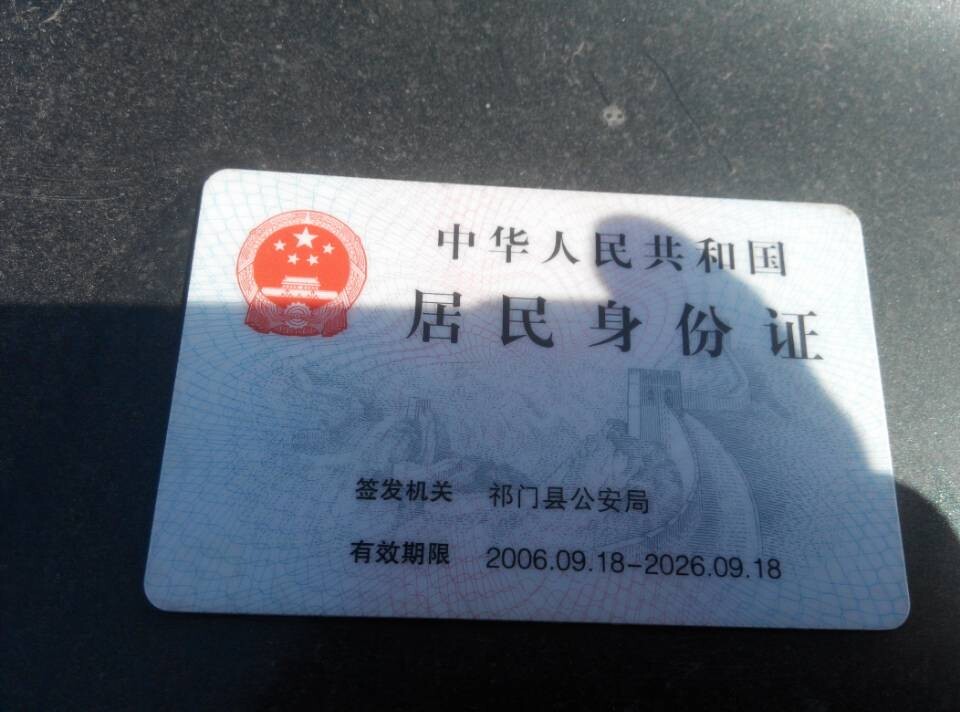 中华人民共和国
居民身份证
签发机关 祁门县公安局
有效期限 2006.09.18-2026.09.18